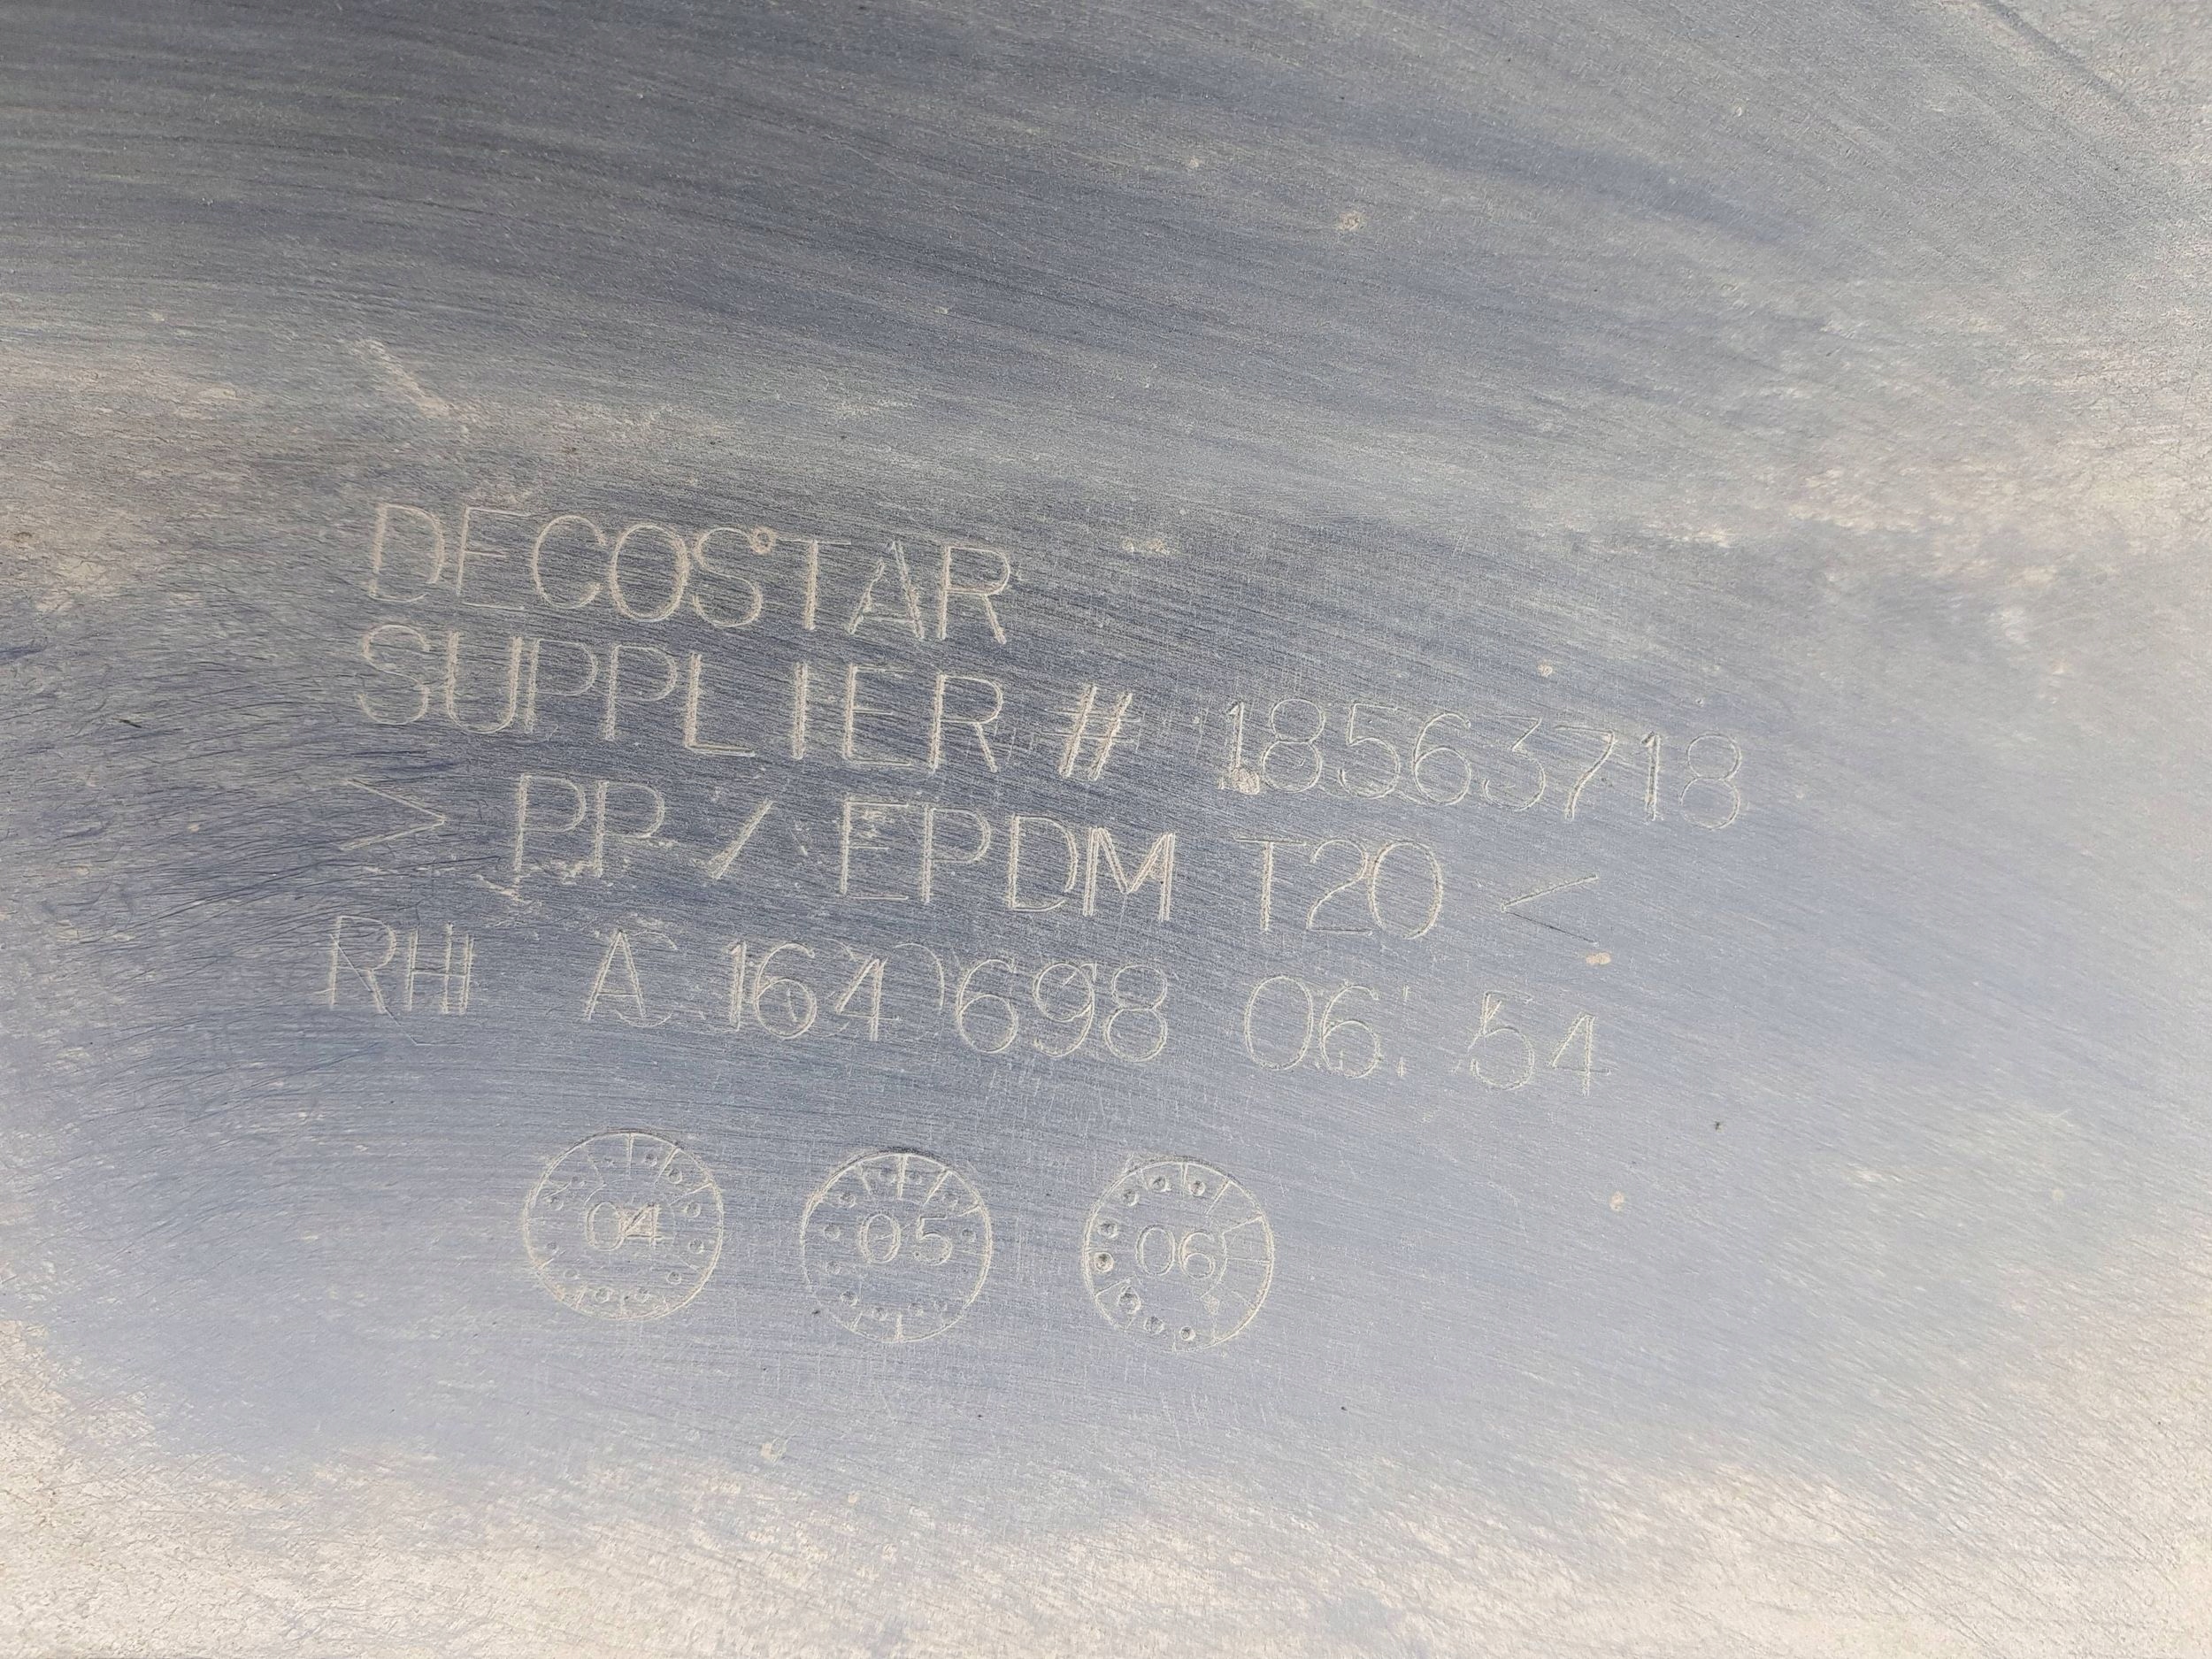 DECOSTAR
SUPPLIER # 18563718
> PP / EPDM T20 <
RH A 164 698 06 54
04 05 06